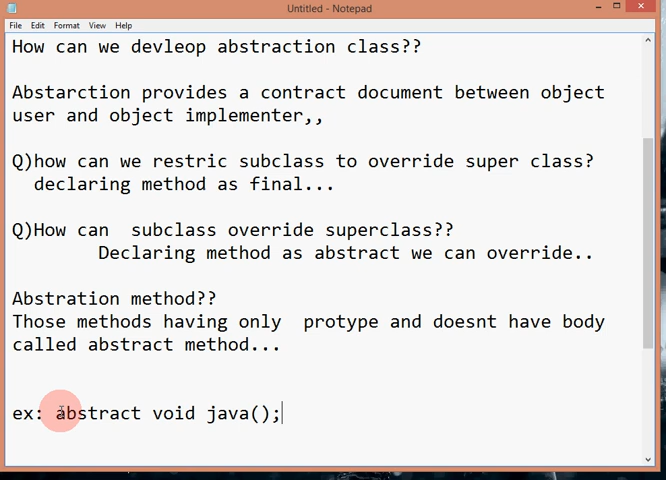 Untitled - Notepad
File Edit Format View Help
How can we devleop abstraction class??
Abstarction provides a contract document between object
user and object implementer,,
Q)how can we restric subclass to override super class?
declaring method as final...
Q)How can subclass override superclass??
Declaring method as abstract we can override..
Abstration method??
Those methods having only protype and doesnt have body
called abstract method...
ex: abstract void java();